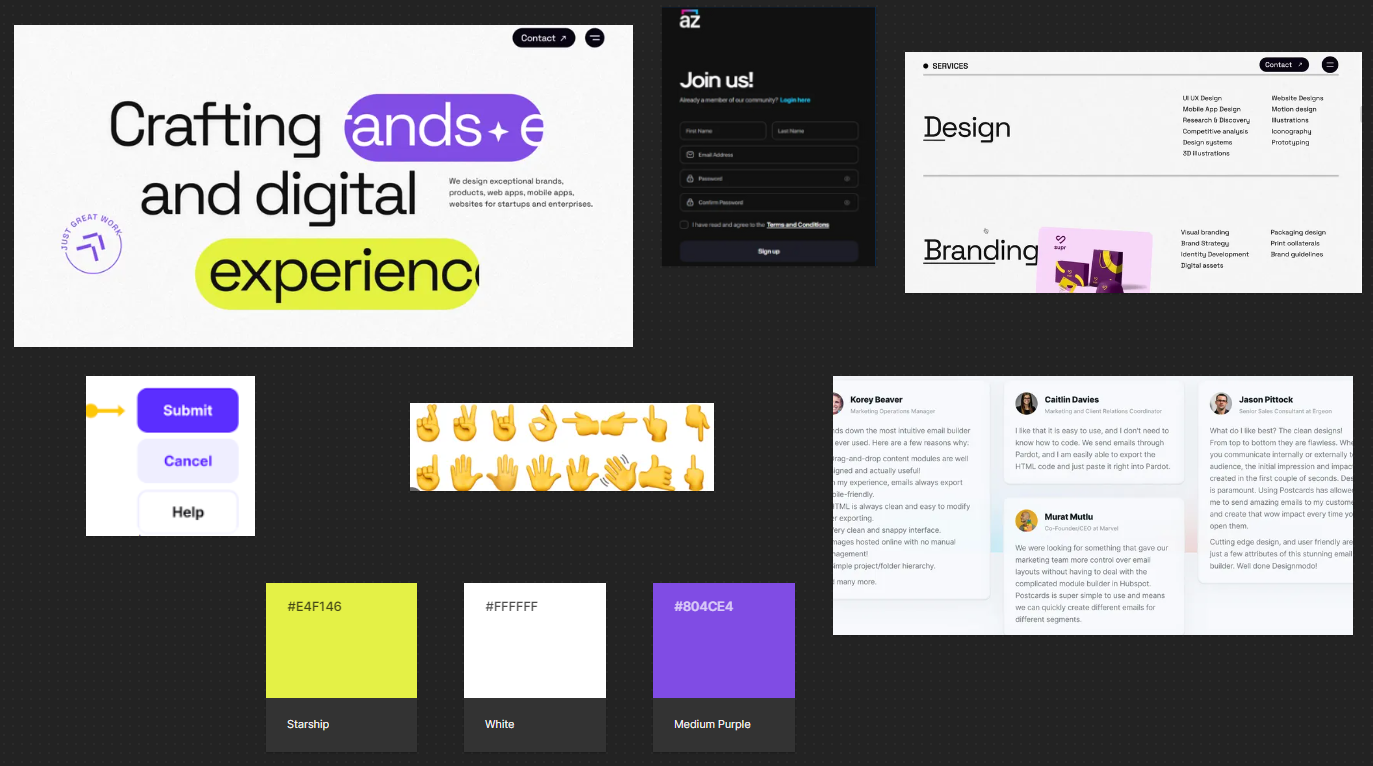 Contact ↗
Crafting ands ✦ e
and digital
We design exceptional brands,
products, web apps, mobile apps,
websites for startups and enterprises.
JUST GREAT WORK
experienc
az
Join us!
Already a member of our community? Login here
First Name
Last Name
Email Address
Password
Confirm Password
I have read and agree to the Terms and Conditions
Sign up
SERVICES
Contact ↗
Design
UI UX Design
Mobile App Design
Research & Discovery
Competitive analysis
Design systems
3D Illustrations
Website Designs
Motion design
Illustrations
Iconography
Prototyping
Branding
supr
Visual branding
Brand Strategy
Identity Development
Digital assets
Packaging design
Print collaterals
Brand guidelines
Submit
Cancel
Help
Korey Beaver
Marketing Operations Manager
nds down the most intuitive email builder
ever used. Here are a few reasons why:
rag-and-drop content modules are well
igned and actually useful!
my experience, emails always export
bile-friendly.
TML is always clean and easy to modify
er exporting.
ery clean and snappy interface.
mages hosted online with no manual
nagement!
imple project/folder hierarchy.
d many more.
Caitlin Davies
Marketing and Client Relations Coordinator
I like that it is easy to use, and I don't need to
know how to code. We send emails through
Pardot, and I am easily able to export the
HTML code and just paste it right into Pardot.
Murat Mutlu
Co-Founder/CEO at Marvel
We were looking for something that gave our
marketing team more control over email
layouts without having to deal with the
complicated module builder in Hubspot.
Postcards is super simple to use and means
we can quickly create different emails for
different segments.
Jason Pittock
Senior Sales Consultant at Ergson
What do I like best? The clean designs!
From top to bottom they are flawless. Whe
you communicate internally or externally t
audience, the initial impression and impac
created in the first couple of seconds. Des
is paramount. Using Postcards has allowe
me to send amazing emails to my custome
and create that wow impact every time yo
open them.
Cutting edge design, and user friendly are
just a few attributes of this stunning email
builder. Well done Designmodo!
#E4F146
Starship
#FFFFFF
White
#804CE4
Medium Purple